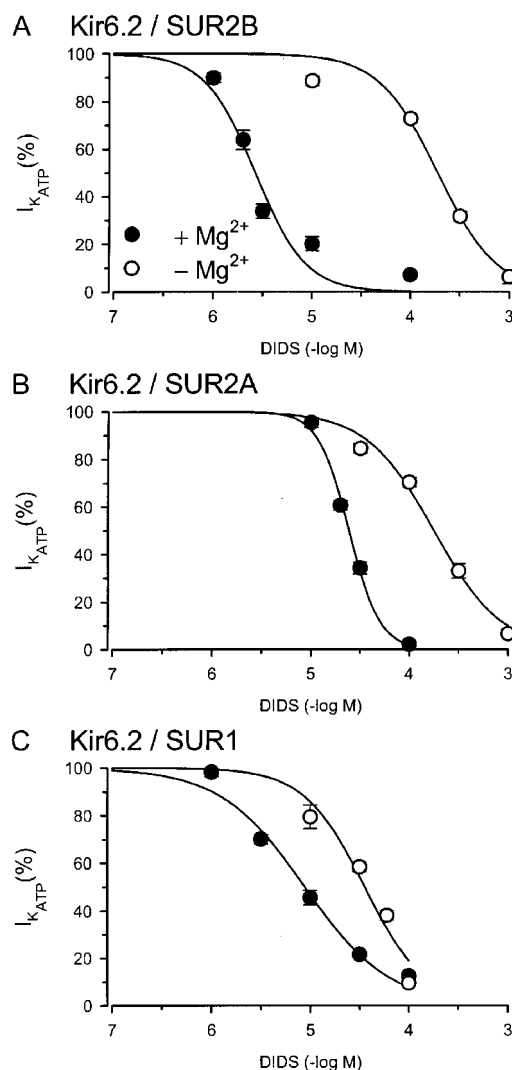 A Kir6.2 / SUR2B
100
80
60
40
20
0
I_KATP (%)
+ Mg²⁺
− Mg²⁺
7 6 5 4 3
DIDS (-log M)
B Kir6.2 / SUR2A
100
80
60
40
20
0
I_KATP (%)
7 6 5 4 3
DIDS (-log M)
C Kir6.2 / SUR1
100
80
60
40
20
0
I_KATP (%)
7 6 5 4 3
DIDS (-log M)